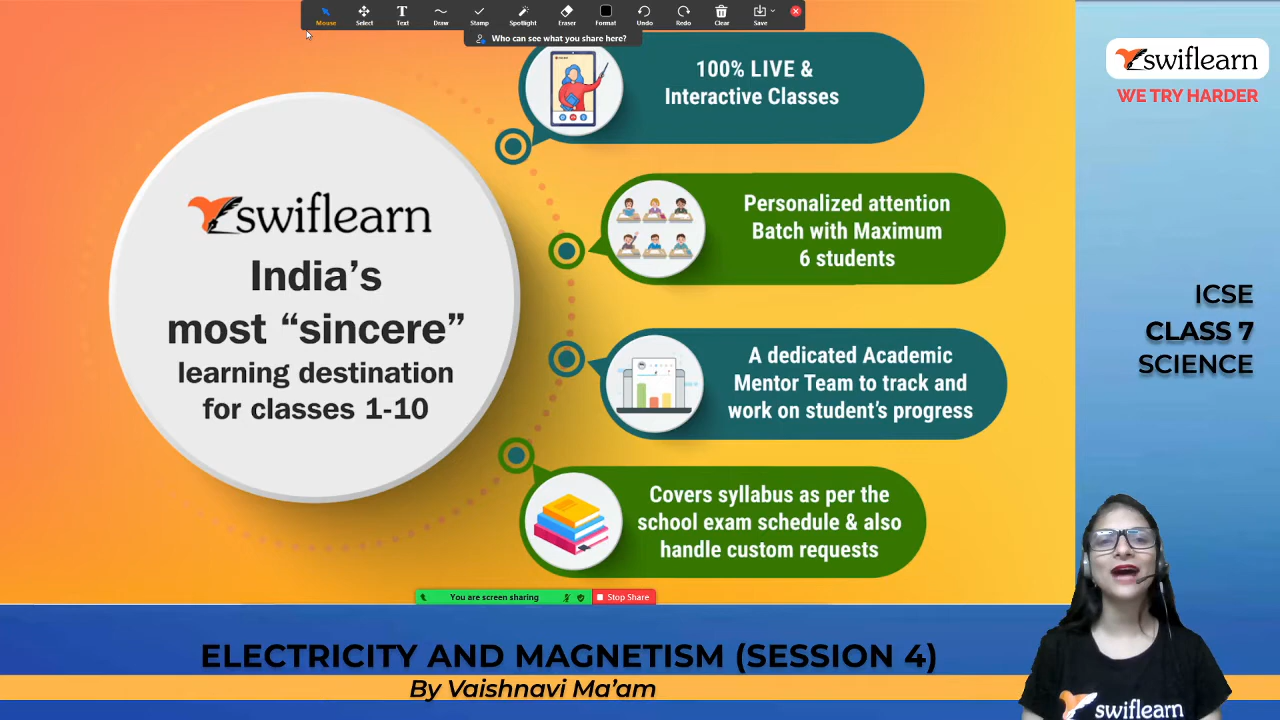 Mouse
Select
Text
Draw
Stamp
Spotlight
Eraser
Format
Undo
Redo
Clear
Save
Who can see what you share here?
100% LIVE &
Interactive Classes
swiflearn
WE TRY HARDER
Personalized attention
Batch with Maximum
6 students
swiflearn
India's
most “sincere”
learning destination
for classes 1-10
ICSE
CLASS 7
SCIENCE
A dedicated Academic
Mentor Team to track and
work on student's progress
Covers syllabus as per the
school exam schedule & also
handle custom requests
You are screen sharing
Stop Share
ELECTRICITY AND MAGNETISM (SESSION 4)
By Vaishnavi Ma'am
swiflearn